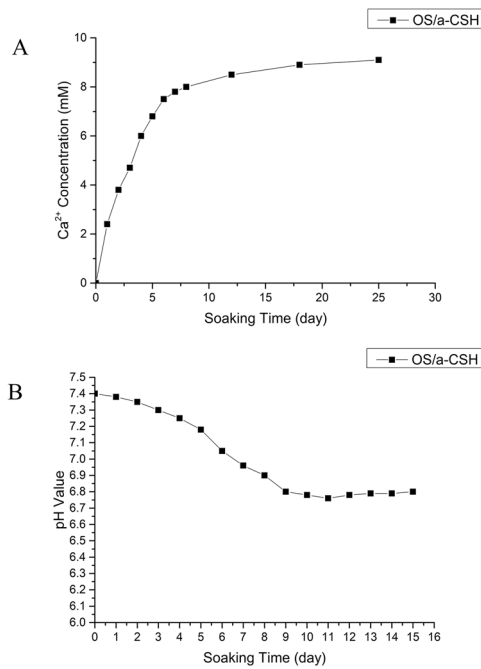 A
OS/a-CSH
10
8
6
4
2
0
Ca²⁺ Concentration (mM)
0 5 10 15 20 25 30
Soaking Time (day)
B
OS/a-CSH
7.5
7.4
7.3
7.2
7.1
7.0
6.9
6.8
6.7
6.6
6.5
6.4
6.3
6.2
6.1
6.0
pH Value
0 1 2 3 4 5 6 7 8 9 10 11 12 13 14 15 16
Soaking Time (day)